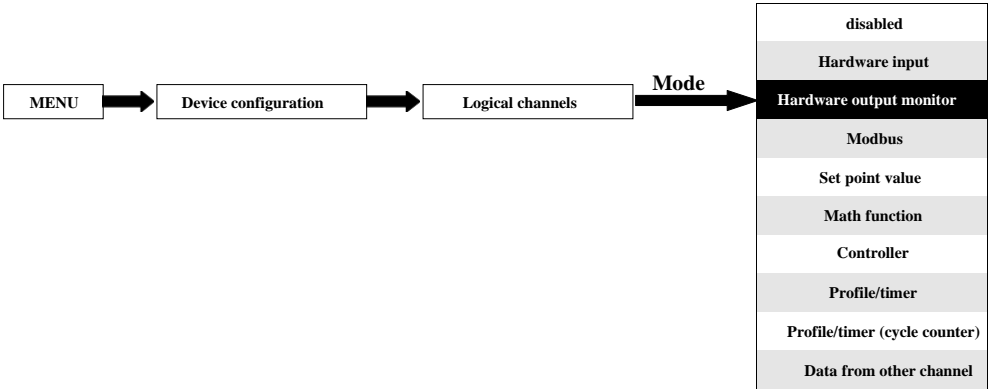 MENU
Device configuration
Logical channels
Mode
disabled
Hardware input
Hardware output monitor
Modbus
Set point value
Math function
Controller
Profile/timer
Profile/timer (cycle counter)
Data from other channel